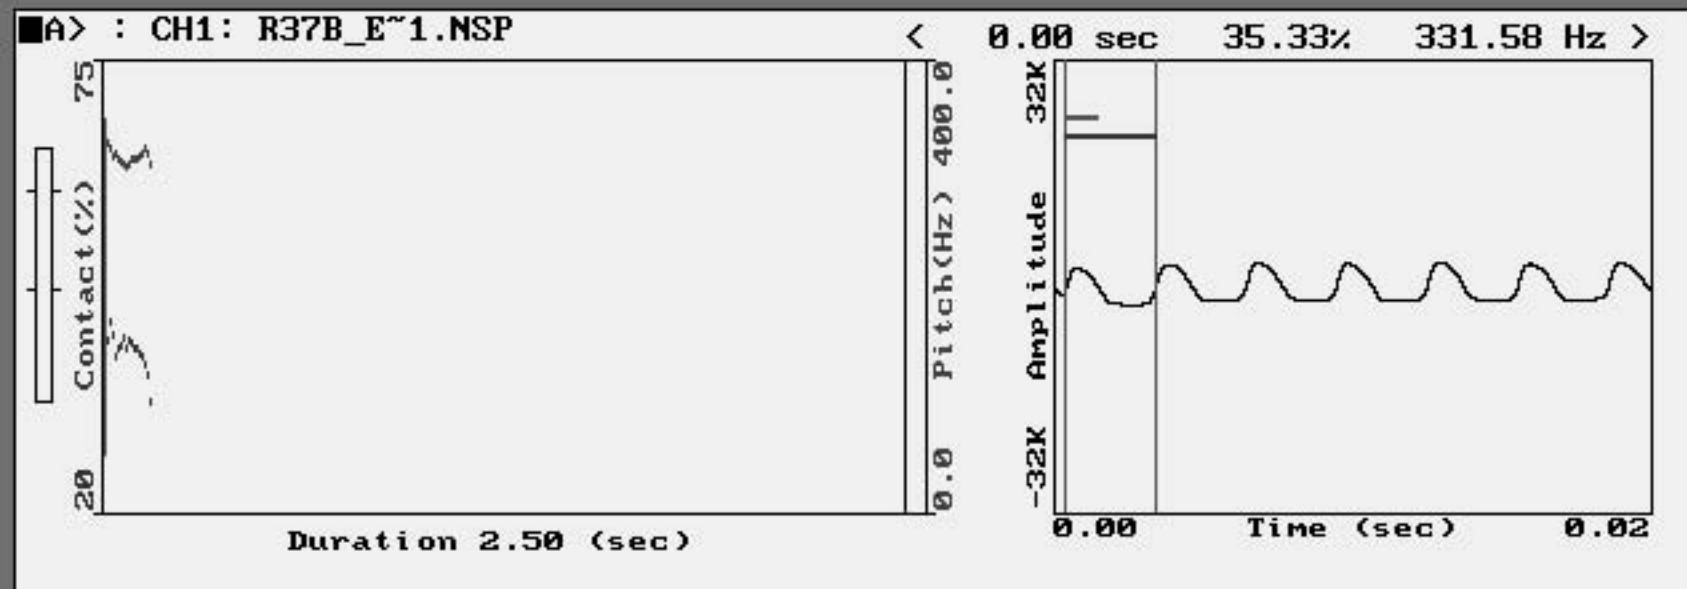 A> : CH1: R37B_E~1.NSP
< 0.00 sec 35.33% 331.58 Hz >
75
Contact(%)
20
400.0
Pitch(Hz)
0.0
Duration 2.50 (sec)
32K
Amplitude
-32K
0.00 Time (sec) 0.02